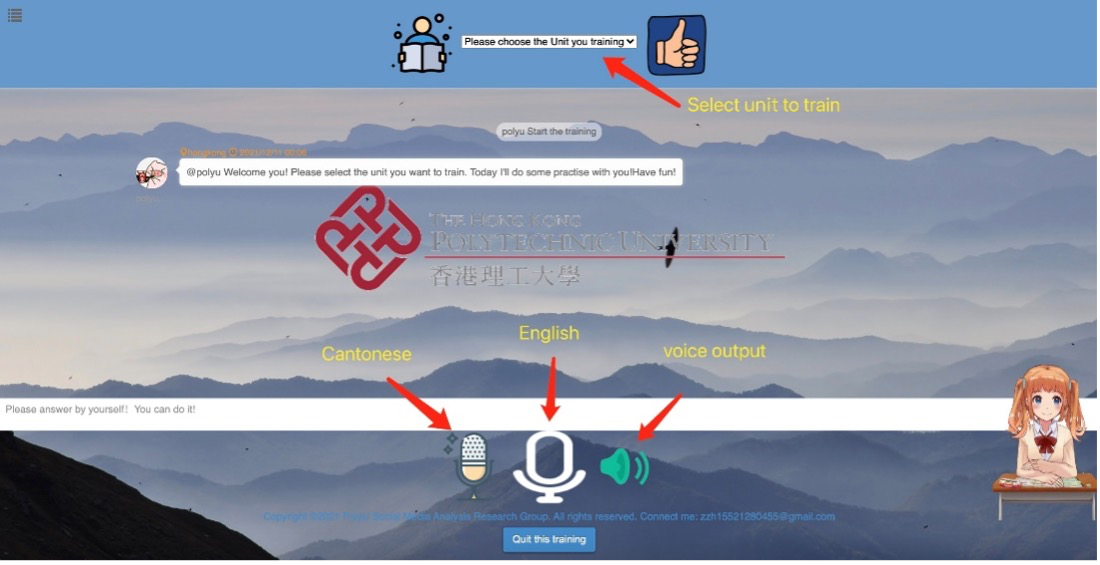 Please choose the Unit you training
Select unit to train
polyu Start the training
@polyu Welcome you! Please select the unit you want to train. Today I'll do some practise with you!Have fun!
THE HONG KONG
POLYTECHNIC UNIVERSITY
香港理工大學
English
Cantonese
voice output
Please answer by yourself！ You can do it!
Copyright ©2021 Social Media Analysis Research Group. All rights reserved. Connect me: zzh15521280455@gmail.com
Quit this training